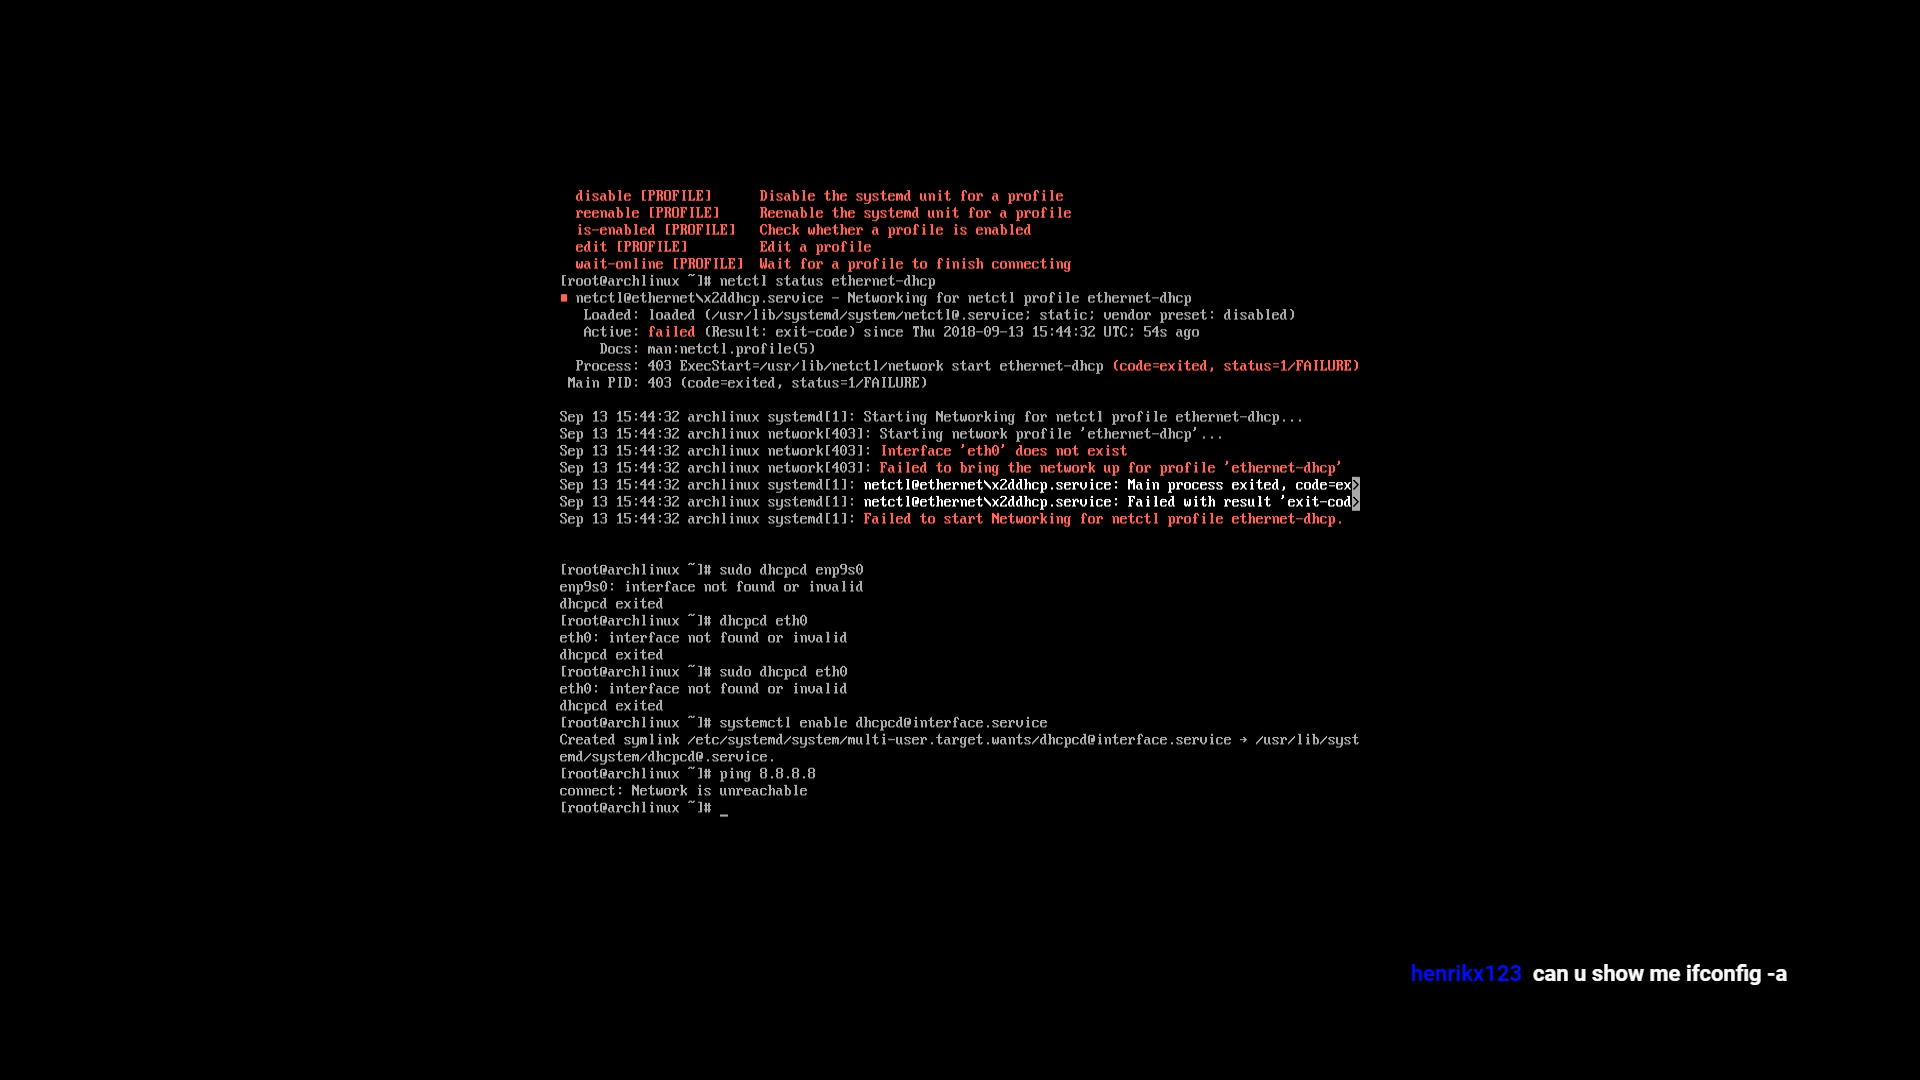 disable [PROFILE]      Disable the systemd unit for a profile
reenable [PROFILE]     Reenable the systemd unit for a profile
is-enabled [PROFILE]   Check whether a profile is enabled
edit [PROFILE]         Edit a profile
wait-online [PROFILE]  Wait for a profile to finish connecting
[root@archlinux ~]# netctl status ethernet-dhcp
■ netctl@ethernet\x2ddhcp.service - Networking for netctl profile ethernet-dhcp
Loaded: loaded (/usr/lib/systemd/system/netctl@.service; static; vendor preset: disabled)
Active: failed (Result: exit-code) since Thu 2018-09-13 15:44:32 UTC; 54s ago
Docs: man:netctl.profile(5)
Process: 403 ExecStart=/usr/lib/netctl/network start ethernet-dhcp (code=exited, status=1/FAILURE)
Main PID: 403 (code=exited, status=1/FAILURE)
Sep 13 15:44:32 archlinux systemd[1]: Starting Networking for netctl profile ethernet-dhcp...
Sep 13 15:44:32 archlinux network[403]: Starting network profile 'ethernet-dhcp'...
Sep 13 15:44:32 archlinux network[403]: Interface 'eth0' does not exist
Sep 13 15:44:32 archlinux network[403]: Failed to bring the network up for profile 'ethernet-dhcp'
Sep 13 15:44:32 archlinux systemd[1]: netctl@ethernet\x2ddhcp.service: Main process exited, code=ex>
Sep 13 15:44:32 archlinux systemd[1]: netctl@ethernet\x2ddhcp.service: Failed with result 'exit-cod>
Sep 13 15:44:32 archlinux systemd[1]: Failed to start Networking for netctl profile ethernet-dhcp.
[root@archlinux ~]# sudo dhcpcd enp9s0
enp9s0: interface not found or invalid
dhcpcd exited
[root@archlinux ~]# dhcpcd eth0
eth0: interface not found or invalid
dhcpcd exited
[root@archlinux ~]# sudo dhcpcd eth0
eth0: interface not found or invalid
dhcpcd exited
[root@archlinux ~]# systemctl enable dhcpcd@interface.service
Created symlink /etc/systemd/system/multi-user.target.wants/dhcpcd@interface.service → /usr/lib/syst
emd/system/dhcpcd@.service.
[root@archlinux ~]# ping 8.8.8.8
connect: Network is unreachable
[root@archlinux ~]# _
henrikx123 can u show me ifconfig -a